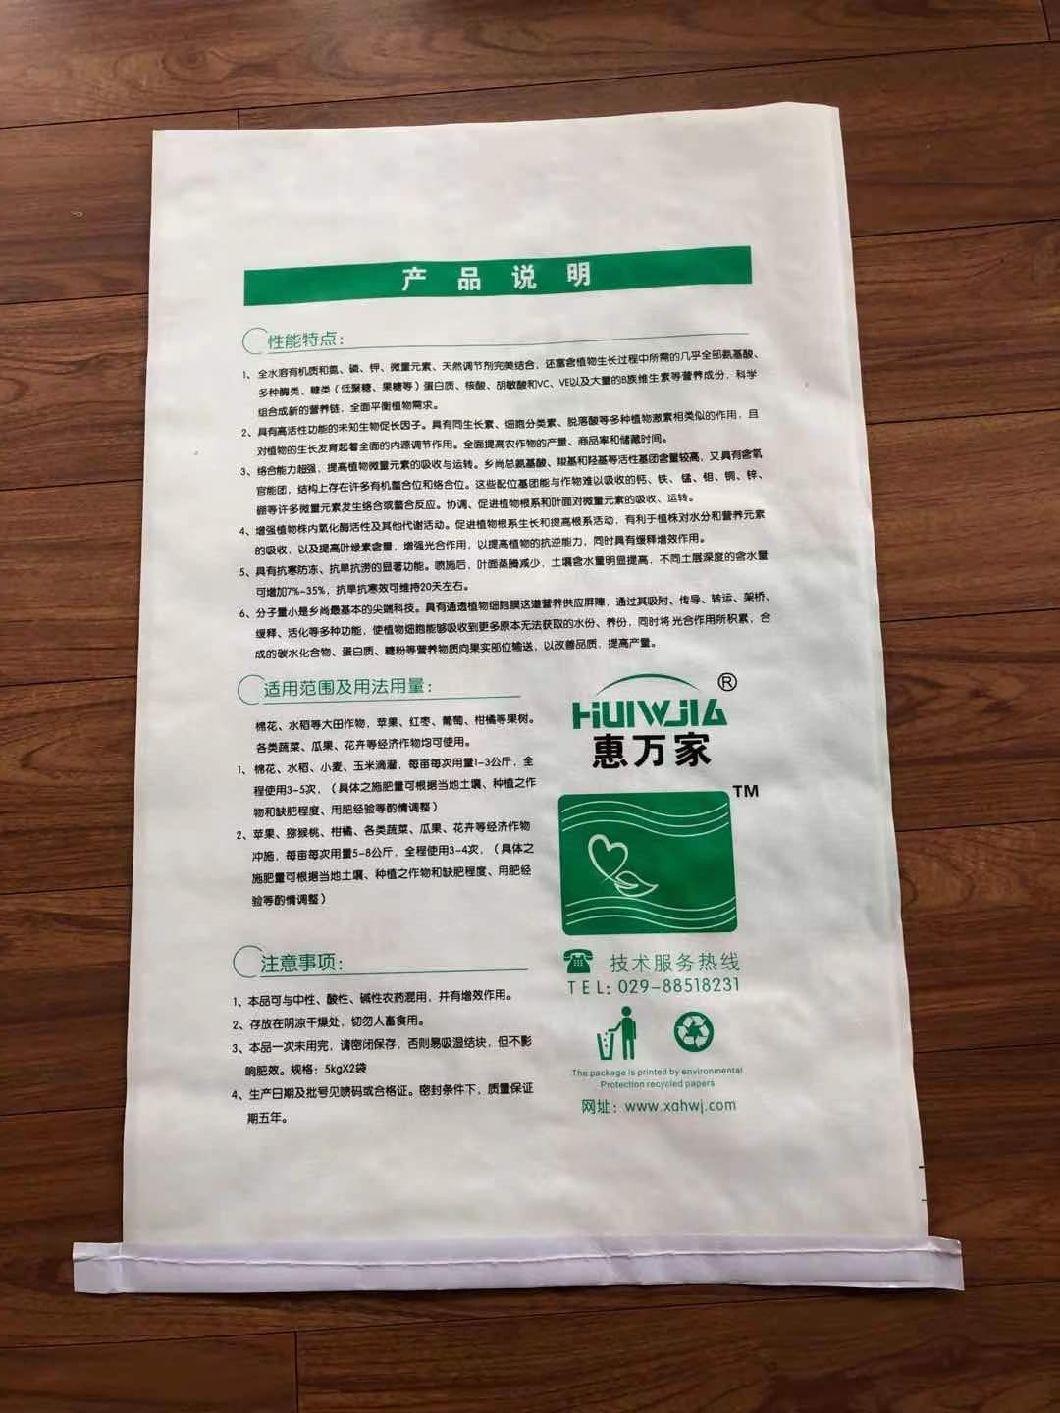 产品说明
性能特点：
1、全水溶有机质和氮、磷、钾、微量元素、天然调节剂完美结合，还富含植物生长过程中所需的几乎全部氨基酸、
多种酶类，糖类（低聚糖、果糖等）蛋白质、核酸、胡敏酸和VC、VE以及大量的B族维生素等营养成分，科学
组合成新的营养链，全面平衡植物需求。
2、具有高活性功能的未知生物促长因子。具有同生长素、细胞分类素、脱落酸等多种植物激素相类似的作用，且
对植物的生长发育起着全面的内源调节作用。全面提高农作物的产量、商品率和储藏时间。
3、络合能力超强，提高植物微量元素的吸收与运转。乡尚总氨基酸、羧基和羟基等活性基团含量较高，又具有含氧
官能团，结构上存在许多有机螯合位和络合位。这些配位基团能与作物难以吸收的钙、铁、锰、钼、铜、锌、
硼等许多微量元素发生络合或螯合反应。协调、促进植物根系和叶面对微量元素的吸收、运转。
4、增强植物株内氧化酶活性及其他代谢活动。促进植物根系生长和提高根系活动，有利于植株对水分和营养元素
的吸收，以及提高叶绿素含量，增强光合作用，以提高植物的抗逆能力，同时具有缓释增效作用。
5、具有抗寒防冻、抗旱抗涝的显著功能。喷施后，叶面蒸腾减少，土壤含水量明显提高，不同土层深度的含水量
可增加7%-35%，抗旱抗寒效可维持20天左右。
6、分子量小是乡尚最基本的尖端科技。具有通透植物细胞膜这道营养供应屏障，通过其吸附、传导、转运、架桥、
缓释、活化等多种功能，使植物细胞能够吸收到更多原本无法获取的水份、养份，同时将光合作用所积累，合
成的碳水化合物、蛋白质、糖粉等营养物质向果实部位输送，以改善品质，提高产量。
适用范围及用法用量：
棉花、水稻等大田作物，苹果、红枣、葡萄、柑橘等果树。
各类蔬菜、瓜果、花卉等经济作物均可使用。
1、棉花、水稻、小麦、玉米滴灌，每亩每次用量1-3公斤，全
程使用3-5次，（具体之施肥量可根据当地土壤、种植之作
物和缺肥程度、用肥经验等酌情调整）
2、苹果、猕猴桃、柑橘、各类蔬菜、瓜果、花卉等经济作物
冲施，每亩每次用量5-8公斤，全程使用3-4次，（具体之
施肥量可根据当地土壤、种植之作物和缺肥程度、用肥经
验等酌情调整）
注意事项：
1、本品可与中性、酸性、碱性农药混用，并有增效作用。
2、存放在阴凉干燥处，切勿人畜食用。
3、本品一次未用完，请密闭保存，否则易吸湿结块，但不影
响肥效。规格：5kgX2袋
4、生产日期及批号见喷码或合格证。密封条件下，质量保证
期五年。
®
HUIWJIA
惠万家
TM
技术服务热线
TEL：029-88518231
The package is printed by environmental
Protection recycled papers
网址：www.xahwj.com